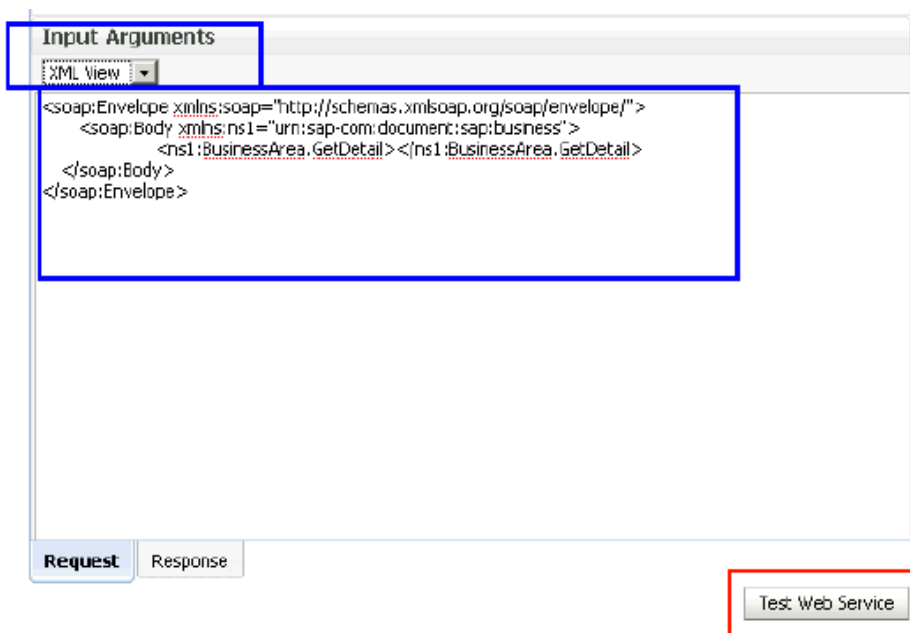 Input Arguments
XML View
<soap:Envelope xmlns:soap="http://schemas.xmlsoap.org/soap/envelope/">
<soap:Body xmlns:ns1="urn:sap-com:document:sap:business">
<ns1:BusinessArea.GetDetail></ns1:BusinessArea.GetDetail>
</soap:Body>
</soap:Envelope>
Request Response
Test Web Service